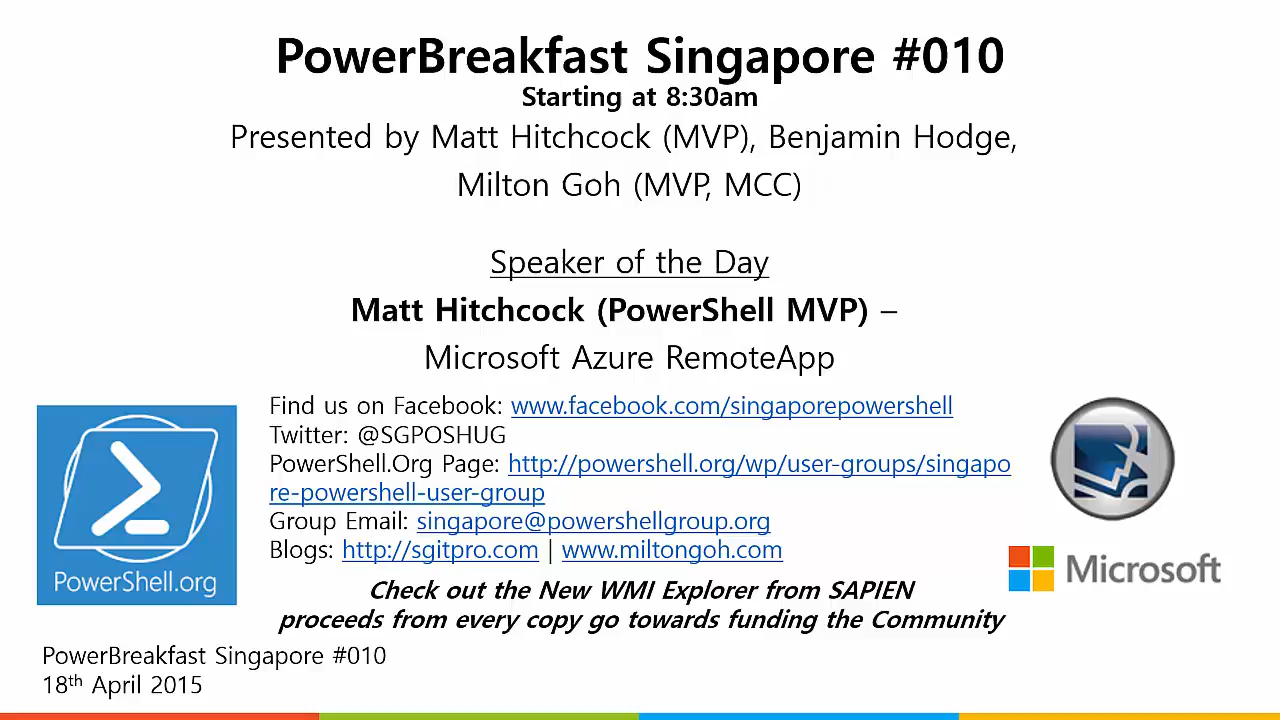 PowerBreakfast Singapore #010
Starting at 8:30am
Presented by Matt Hitchcock (MVP), Benjamin Hodge,
Milton Goh (MVP, MCC)
Speaker of the Day
Matt Hitchcock (PowerShell MVP) –
Microsoft Azure RemoteApp
Find us on Facebook: www.facebook.com/singaporepowershell
Twitter: @SGPOSHUG
PowerShell.Org Page: http://powershell.org/wp/user-groups/singapo
re-powershell-user-group
Group Email: singapore@powershellgroup.org
Blogs: http://sgitpro.com | www.miltongoh.com
PowerShell.org
Microsoft
Check out the New WMI Explorer from SAPIEN
proceeds from every copy go towards funding the Community
PowerBreakfast Singapore #010
18th April 2015